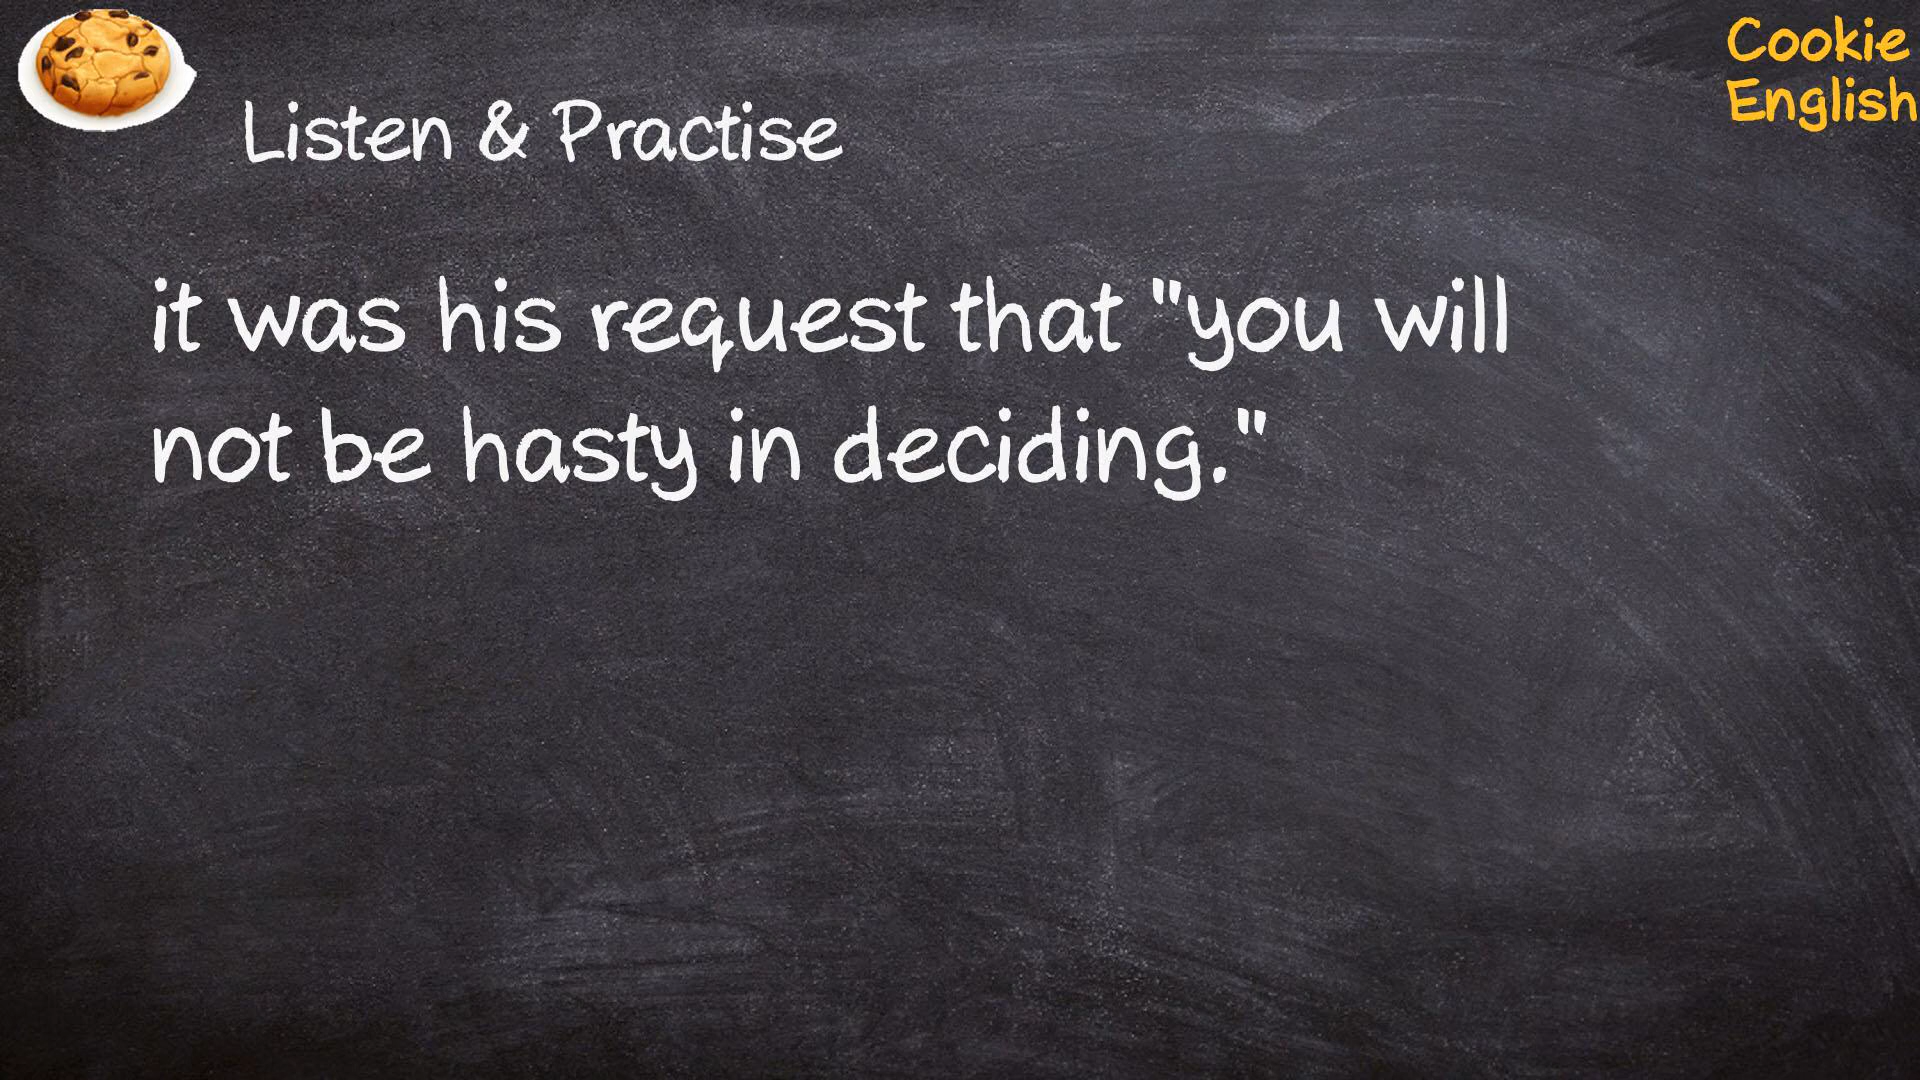 Cookie
English
Listen & Practise
it was his request that "you will
not be hasty in deciding."